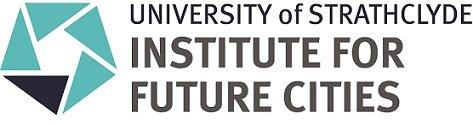 UNIVERSITY of STRATHCLYDE
INSTITUTE FOR
FUTURE CITIES